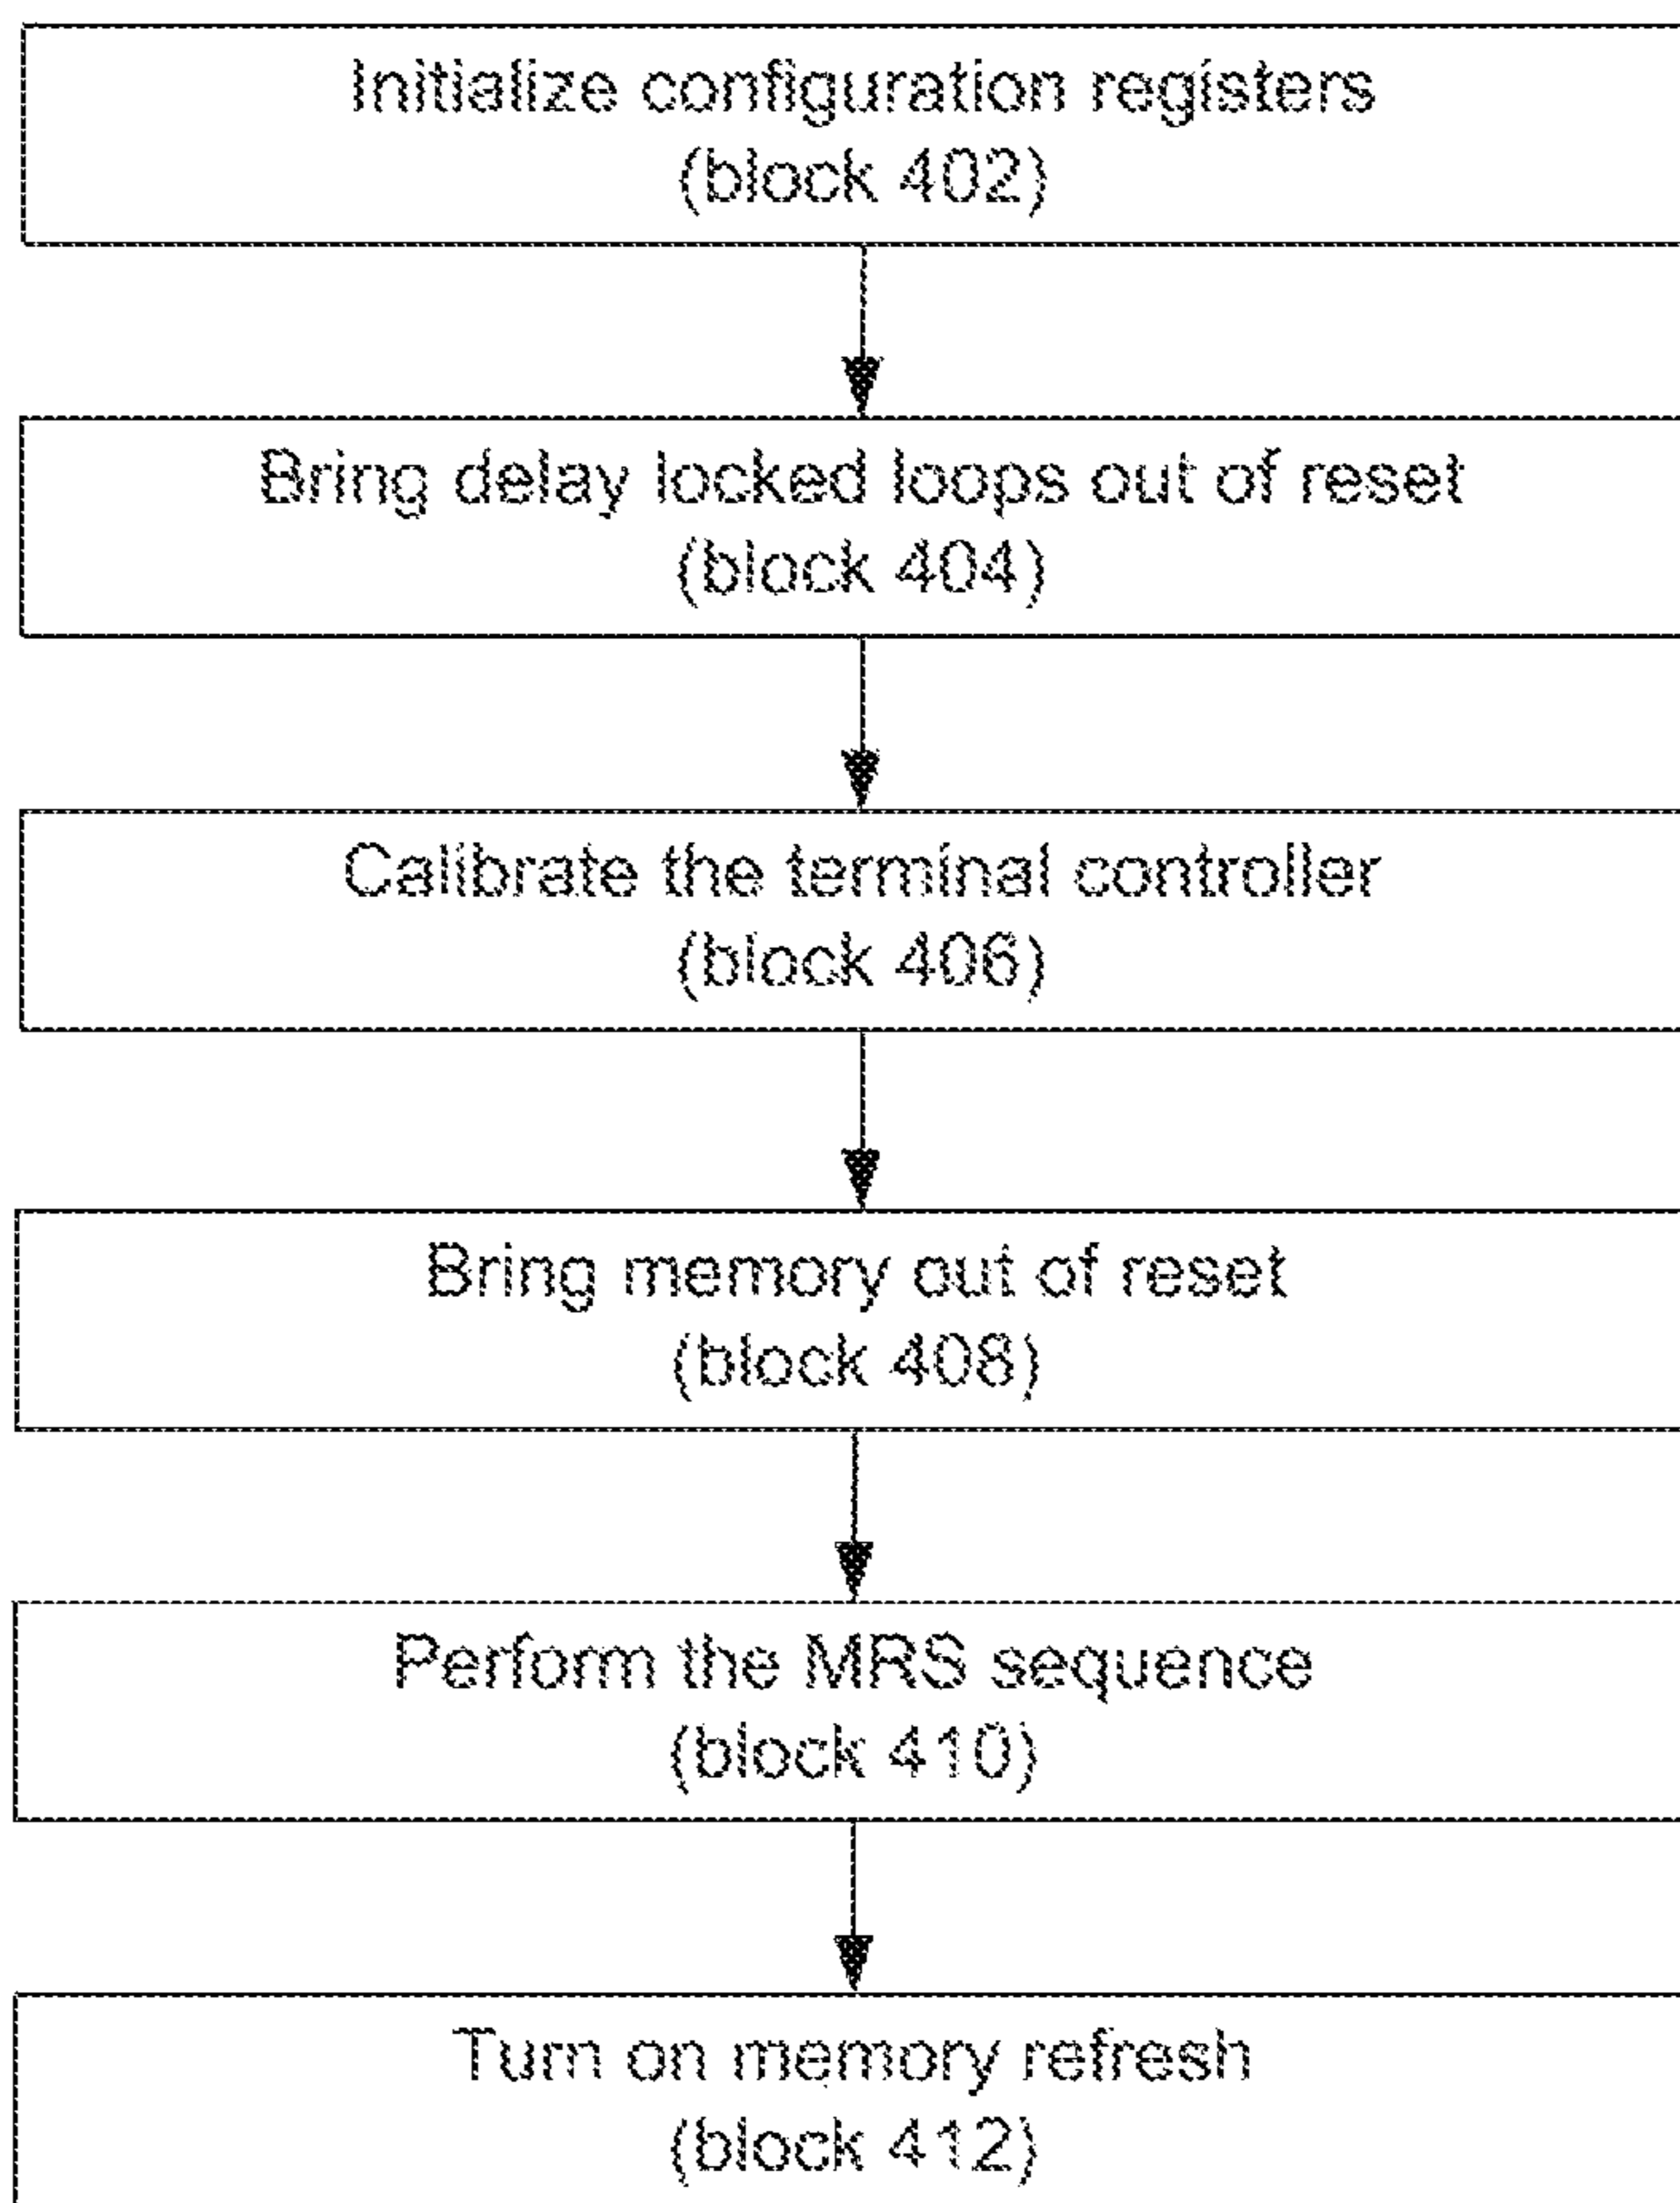 Initialize configuration registers
(block 402)
Bring delay locked loops out of reset
(block 404)
Calibrate the terminal controller
(block 406)
Bring memory out of reset
(block 408)
Perform the MRS sequence
(block 410)
Turn on memory refresh
(block 412)